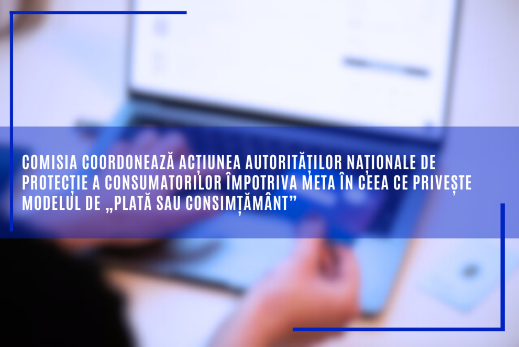 COMISIA COORDONEAZĂ ACȚIUNEA AUTORITĂȚILOR NAȚIONALE DE
PROTECȚIE A CONSUMATORILOR ÎMPOTRIVA META ÎN CEEA CE PRIVEȘTE
MODELUL DE „PLATĂ SAU CONSIMȚĂMÂNT”